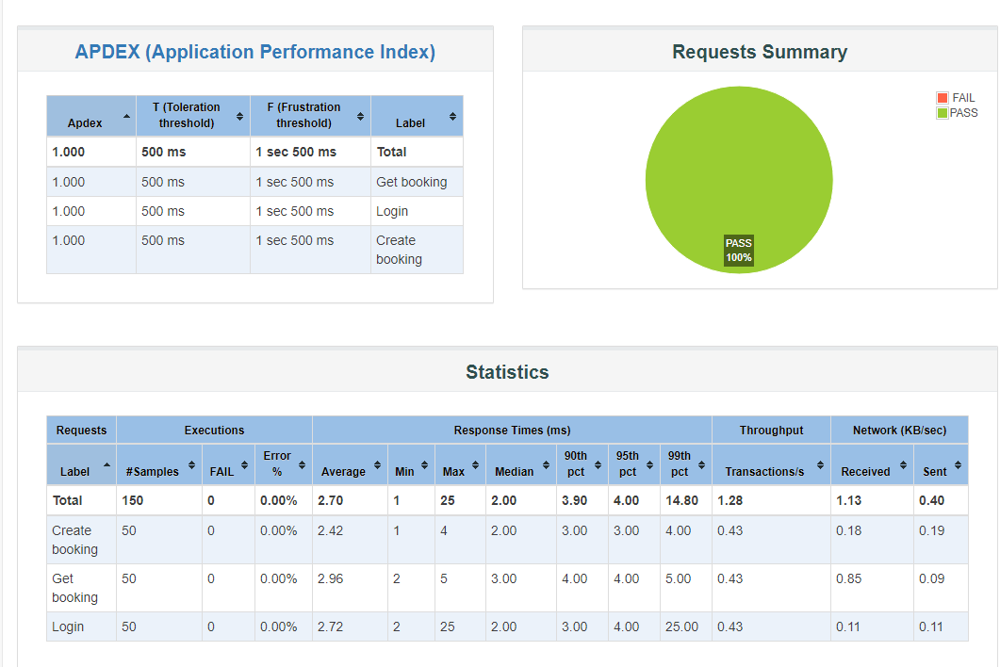 APDEX (Application Performance Index)
Apdex T (Toleration threshold) F (Frustration threshold) Label
1.000 500 ms 1 sec 500 ms Total
1.000 500 ms 1 sec 500 ms Get booking
1.000 500 ms 1 sec 500 ms Login
1.000 500 ms 1 sec 500 ms Create booking
Requests Summary
FAIL
PASS
PASS
100%
Statistics
Requests Executions Response Times (ms) Throughput Network (KB/sec)
Label #Samples FAIL Error % Average Min Max Median 90th pct 95th pct 99th pct Transactions/s Received Sent
Total 150 0 0.00% 2.70 1 25 2.00 3.90 4.00 14.80 1.28 1.13 0.40
Create booking 50 0 0.00% 2.42 1 4 2.00 3.00 3.00 4.00 0.43 0.18 0.19
Get booking 50 0 0.00% 2.96 2 5 3.00 4.00 4.00 5.00 0.43 0.85 0.09
Login 50 0 0.00% 2.72 2 25 2.00 3.00 4.00 25.00 0.43 0.11 0.11